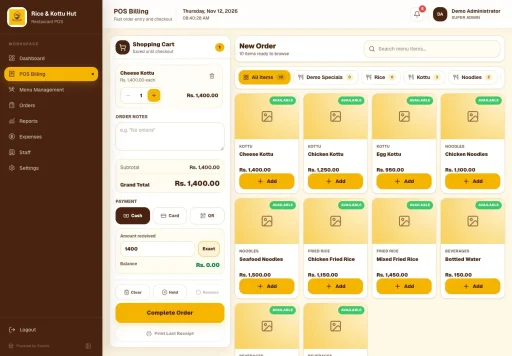 Rice & Kottu Hut
Restaurant POS
WORKSPACE
Dashboard
POS Billing
Menu Management
Orders
Reports
Expenses
Staff
Settings
Logout
POS Billing
Fast order entry and checkout
Thursday, Nov 12, 2026
08:40:28 AM
DA
Demo Administrator
SUPER ADMIN
Shopping Cart
Saved until checkout
1
Cheese Kottu
Rs. 1,400.00 each
− 1 +
Rs. 1,400.00
ORDER NOTES
e.g. "No onions"
Subtotal
Rs. 1,400.00
Grand Total
Rs. 1,400.00
PAYMENT
Cash
Card
QR
Amount received
1400
Exact
Balance
Rs. 0.00
Clear
Hold
Complete Order
Print Last Receipt
New Order
10 items ready to browse
Search menu items...
All Items 10
Demo Specials
Rice
Kottu
Noodles
AVAILABLE
KOTTU
Cheese Kottu
Rs. 1,400.00
+ Add
AVAILABLE
KOTTU
Chicken Kottu
Rs. 1,250.00
+ Add
AVAILABLE
KOTTU
Egg Kottu
Rs. 950.00
+ Add
AVAILABLE
NOODLES
Chicken Noodles
Rs. 1,100.00
+ Add
AVAILABLE
NOODLES
Seafood Noodles
Rs. 1,500.00
+ Add
AVAILABLE
FRIED RICE
Chicken Fried Rice
Rs. 1,150.00
+ Add
AVAILABLE
FRIED RICE
Mixed Fried Rice
Rs. 1,450.00
+ Add
AVAILABLE
BEVERAGES
Bottled Water
Rs. 150.00
+ Add
AVAILABLE
BEVERAGES
AVAILABLE
BEVERAGES